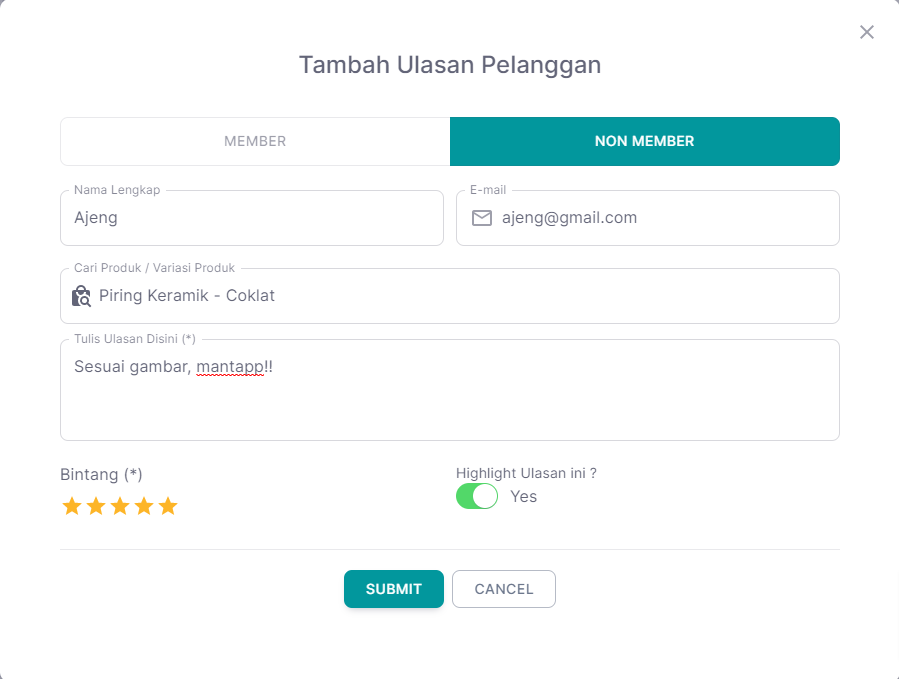 Tambah Ulasan Pelanggan
MEMBER
NON MEMBER
Nama Lengkap
Ajeng
E-mail
ajeng@gmail.com
Cari Produk / Variasi Produk
Piring Keramik - Coklat
Tulis Ulasan Disini (*)
Sesuai gambar, mantapp!!
Bintang (*)
Highlight Ulasan ini ?
Yes
SUBMIT
CANCEL